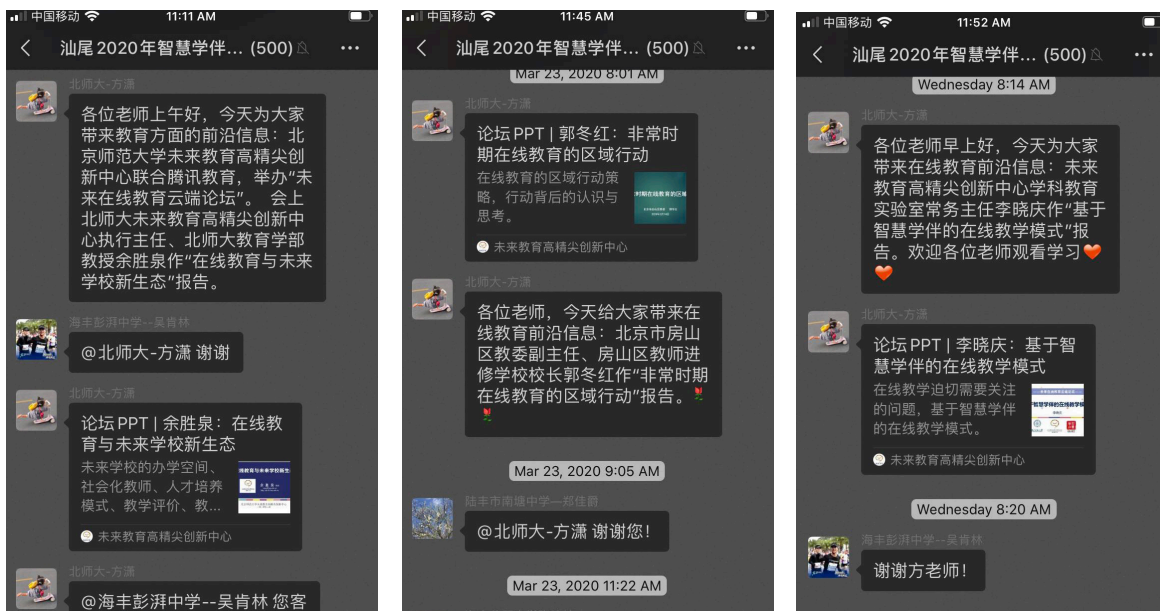 中国移动
11:11 AM
汕尾2020年智慧学伴... (500)
北师大-方潇
各位老师上午好，今天为大家
带来教育方面的前沿信息：北
京师范大学未来教育高精尖创
新中心联合腾讯教育，举办“未
来在线教育云端论坛”。 会上
北师大未来教育高精尖创新中
心执行主任、北师大教育学部
教授余胜泉作“在线教育与未来
学校新生态”报告。
海丰彭湃中学--吴肯林
@北师大-方潇 谢谢
北师大-方潇
论坛PPT | 余胜泉：在线教
育与未来学校新生态
未来学校的办学空间、
社会化教师、人才培养
模式、教学评价、教...
未来教育高精尖创新中心
北师大-方潇
@海丰彭湃中学--吴肯林 您客
中国移动
11:45 AM
汕尾2020年智慧学伴... (500)
Mar 23, 2020 8:01 AM
北师大-方潇
论坛PPT | 郭冬红：非常时
期在线教育的区域行动
在线教育的区域行动策
略，行动背后的认识与
思考。
时期在线教育的区域
未来教育高精尖创新中心
北师大-方潇
各位老师，今天给大家带来在
线教育前沿信息：北京市房山
区教委副主任、房山区教师进
修学校校长郭冬红作“非常时期
在线教育的区域行动”报告。
Mar 23, 2020 9:05 AM
陆丰市南塘中学—郑佳爵
@北师大-方潇 谢谢您！
Mar 23, 2020 11:22 AM
中国移动
11:52 AM
汕尾2020年智慧学伴... (500)
Wednesday 8:14 AM
北师大-方潇
各位老师早上好，今天为大家
带来在线教育前沿信息：未来
教育高精尖创新中心学科教育
实验室常务主任李晓庆作“基于
智慧学伴的在线教学模式”报
告。欢迎各位老师观看学习
北师大-方潇
论坛PPT | 李晓庆：基于智
慧学伴的在线教学模式
在线教学迫切需要关注
的问题，基于智慧学伴
的在线教学模式。
未来教育高精尖创新中心
Wednesday 8:20 AM
海丰彭湃中学--吴肯林
谢谢方老师！